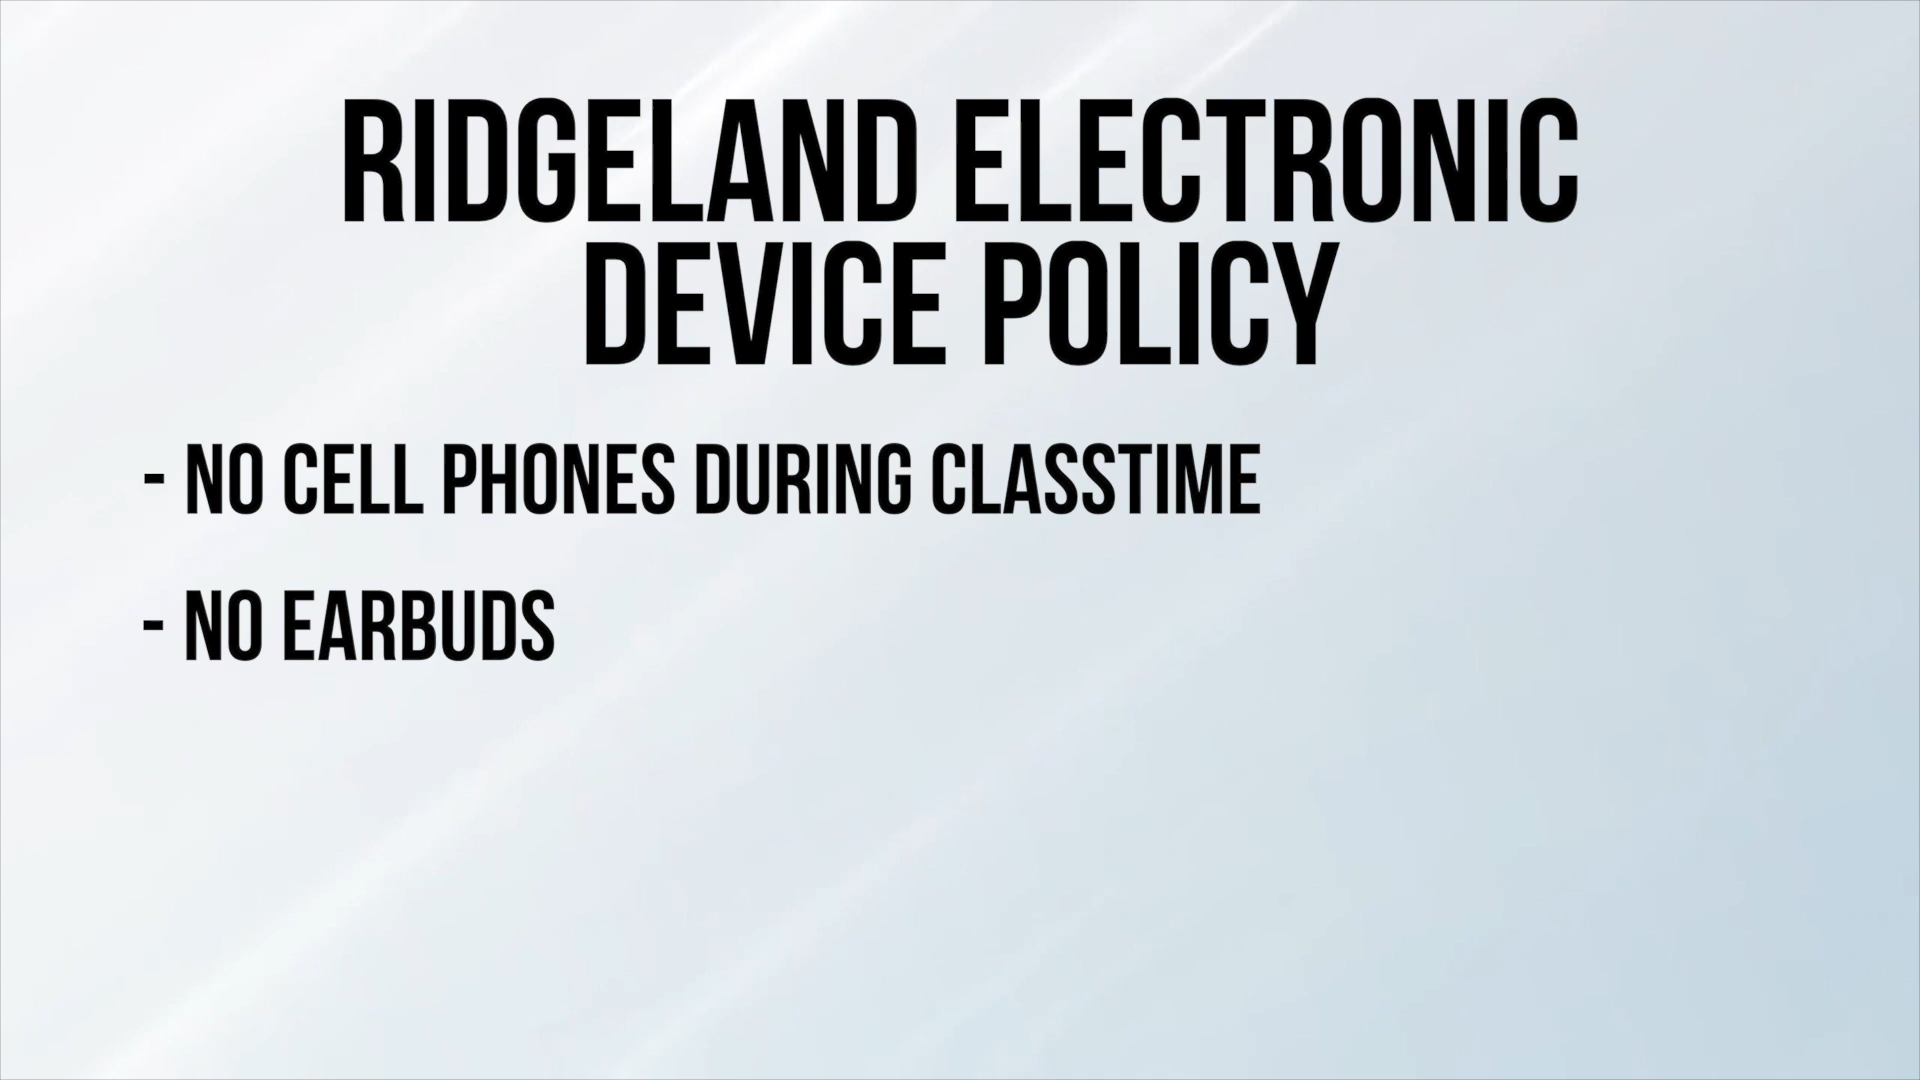 RIDGELAND ELECTRONIC
DEVICE POLICY
- NO CELL PHONES DURING CLASSTIME
- NO EARBUDS